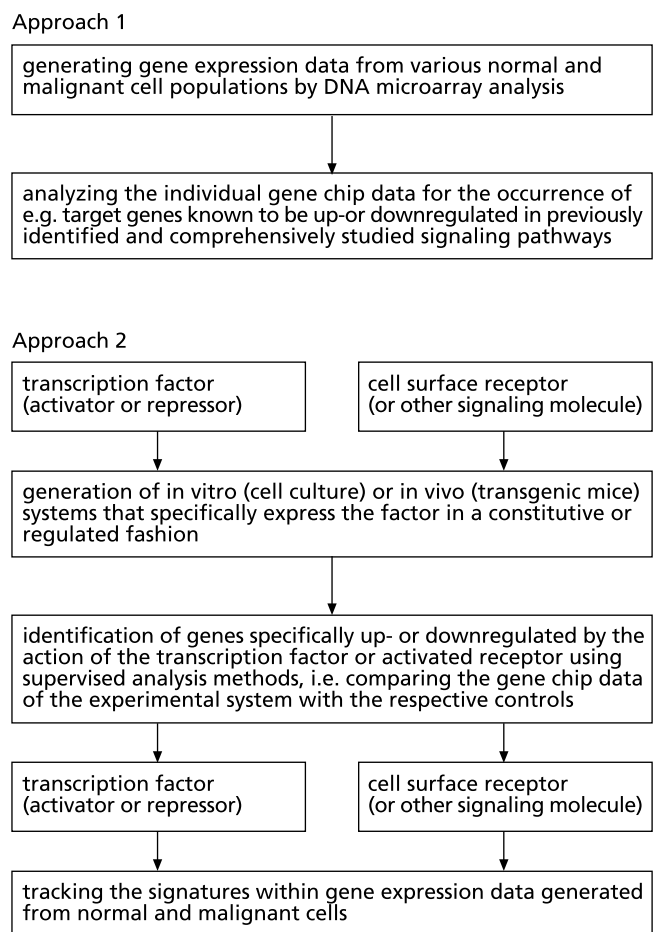 Approach 1
generating gene expression data from various normal and
malignant cell populations by DNA microarray analysis
analyzing the individual gene chip data for the occurrence of
e.g. target genes known to be up-or downregulated in previously
identified and comprehensively studied signaling pathways
Approach 2
transcription factor
(activator or repressor)
cell surface receptor
(or other signaling molecule)
generation of in vitro (cell culture) or in vivo (transgenic mice)
systems that specifically express the factor in a constitutive or
regulated fashion
identification of genes specifically up- or downregulated by the
action of the transcription factor or activated receptor using
supervised analysis methods, i.e. comparing the gene chip data
of the experimental system with the respective controls
transcription factor
(activator or repressor)
cell surface receptor
(or other signaling molecule)
tracking the signatures within gene expression data generated
from normal and malignant cells